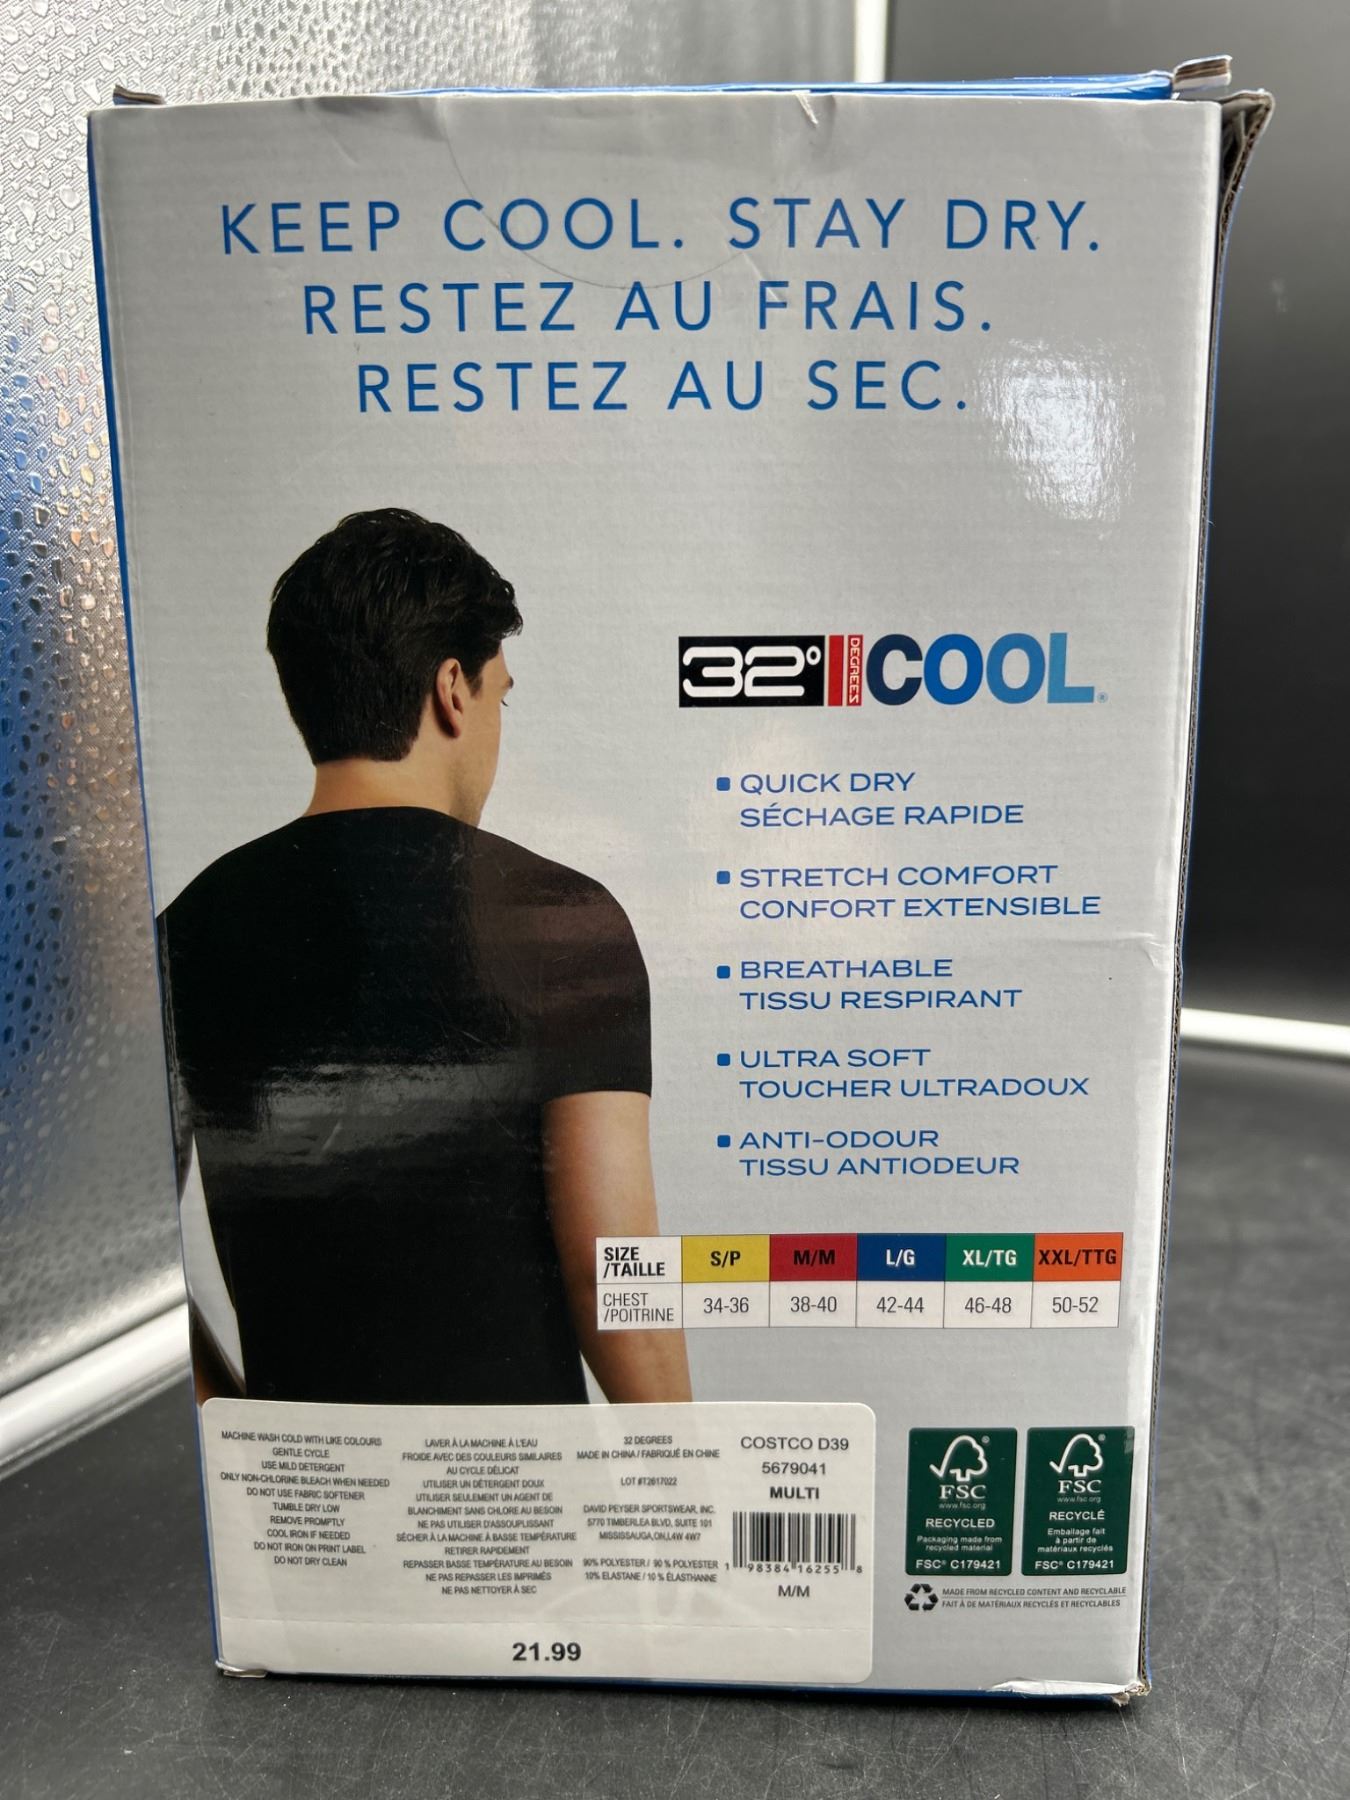 KEEP COOL. STAY DRY.
RESTEZ AU FRAIS.
RESTEZ AU SEC.
32° DEGREES COOL®
▪ QUICK DRY
SÉCHAGE RAPIDE
▪ STRETCH COMFORT
CONFORT EXTENSIBLE
▪ BREATHABLE
TISSU RESPIRANT
▪ ULTRA SOFT
TOUCHER ULTRADOUX
▪ ANTI-ODOUR
TISSU ANTIODEUR
SIZE /TAILLE S/P M/M L/G XL/TG XXL/TTG
CHEST /POITRINE 34-36 38-40 42-44 46-48 50-52
MACHINE WASH COLD WITH LIKE COLOURS
GENTLE CYCLE
USE MILD DETERGENT
ONLY NON-CHLORINE BLEACH WHEN NEEDED
DO NOT USE FABRIC SOFTENER
TUMBLE DRY LOW
REMOVE PROMPTLY
COOL IRON IF NEEDED
DO NOT IRON ON PRINT LABEL
DO NOT DRY CLEAN
LAVER À LA MACHINE À L'EAU
FROIDE AVEC DES COULEURS SIMILAIRES
AU CYCLE DÉLICAT
UTILISER UN DÉTERGENT DOUX
UTILISER SEULEMENT UN AGENT DE
BLANCHIMENT SANS CHLORE AU BESOIN
NE PAS UTILISER D'ASSOUPLISSANT
SÉCHER À LA MACHINE À BASSE TEMPÉRATURE
RETIRER RAPIDEMENT
REPASSER BASSE TEMPÉRATURE AU BESOIN
NE PAS REPASSER LES IMPRIMÉS
NE PAS NETTOYER À SEC
32 DEGREES
MADE IN CHINA / FABRIQUÉ EN CHINE
LOT #T2617022
DAVID PEYSER SPORTSWEAR, INC.
5770 TIMBERLEA BLVD, SUITE 101
MISSISSAUGA,ON,L4W 4W7
90% POLYESTER / 90 % POLYESTER
10% ELASTANE / 10 % ÉLASTHANNE
COSTCO D39
5679041
MULTI
1 98384 16255 8
M/M
21.99
FSC
www.fsc.org
RECYCLED
Packaging made from
recycled material
FSC® C179421
FSC
www.fsc.org
RECYCLÉ
Emballage fait
à partir de
matériaux recyclés
FSC® C179421
MADE FROM RECYCLED CONTENT AND RECYCLABLE
FAIT À DE MATÉRIAUX RECYCLÉS ET RECYCLABLES